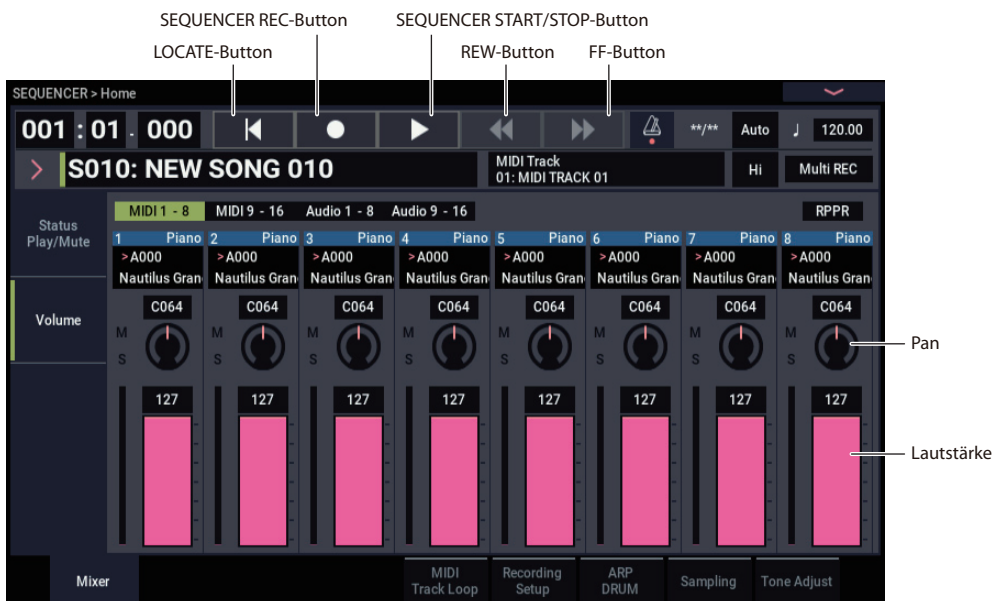 SEQUENCER REC-Button SEQUENCER START/STOP-Button
LOCATE-Button REW-Button FF-Button
SEQUENCER > Home
001 : 01 . 000 **/** Auto ♩ 120.00
S010: NEW SONG 010 MIDI Track Hi Multi REC
01: MIDI TRACK 01
Status
Play/Mute
MIDI 1 - 8 MIDI 9 - 16 Audio 1 - 8 Audio 9 - 16 RPPR
1 Piano 2 Piano 3 Piano 4 Piano 5 Piano 6 Piano 7 Piano 8 Piano
>A000 >A000 >A000 >A000 >A000 >A000 >A000 >A000
Nautilus Gran Nautilus Gran Nautilus Gran Nautilus Gran Nautilus Gran Nautilus Gran Nautilus Gran Nautilus Gran
Volume
C064 C064 C064 C064 C064 C064 C064 C064
M M M M M M M M
S S S S S S S S
Pan
127 127 127 127 127 127 127 127
Lautstärke
Mixer
MIDI
Track Loop
Recording
Setup
ARP
DRUM
Sampling
Tone Adjust